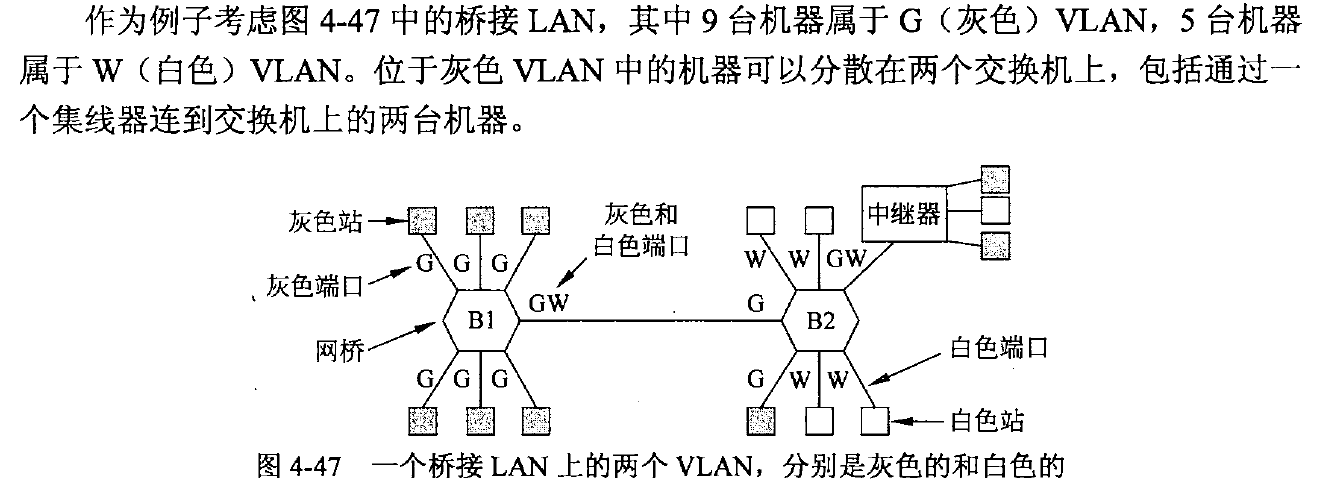 作为例子考虑图 4-47 中的桥接 LAN，其中 9 台机器属于 G（灰色）VLAN，5 台机器
属于 W（白色）VLAN。位于灰色 VLAN 中的机器可以分散在两个交换机上，包括通过一
个集线器连到交换机上的两台机器。
灰色站
灰色和
白色端口
中继器
G G G
W W GW
灰色端口
B1
GW
G
B2
网桥
白色端口
G G G
G W W
白色站
图 4-47 一个桥接 LAN 上的两个 VLAN，分别是灰色的和白色的